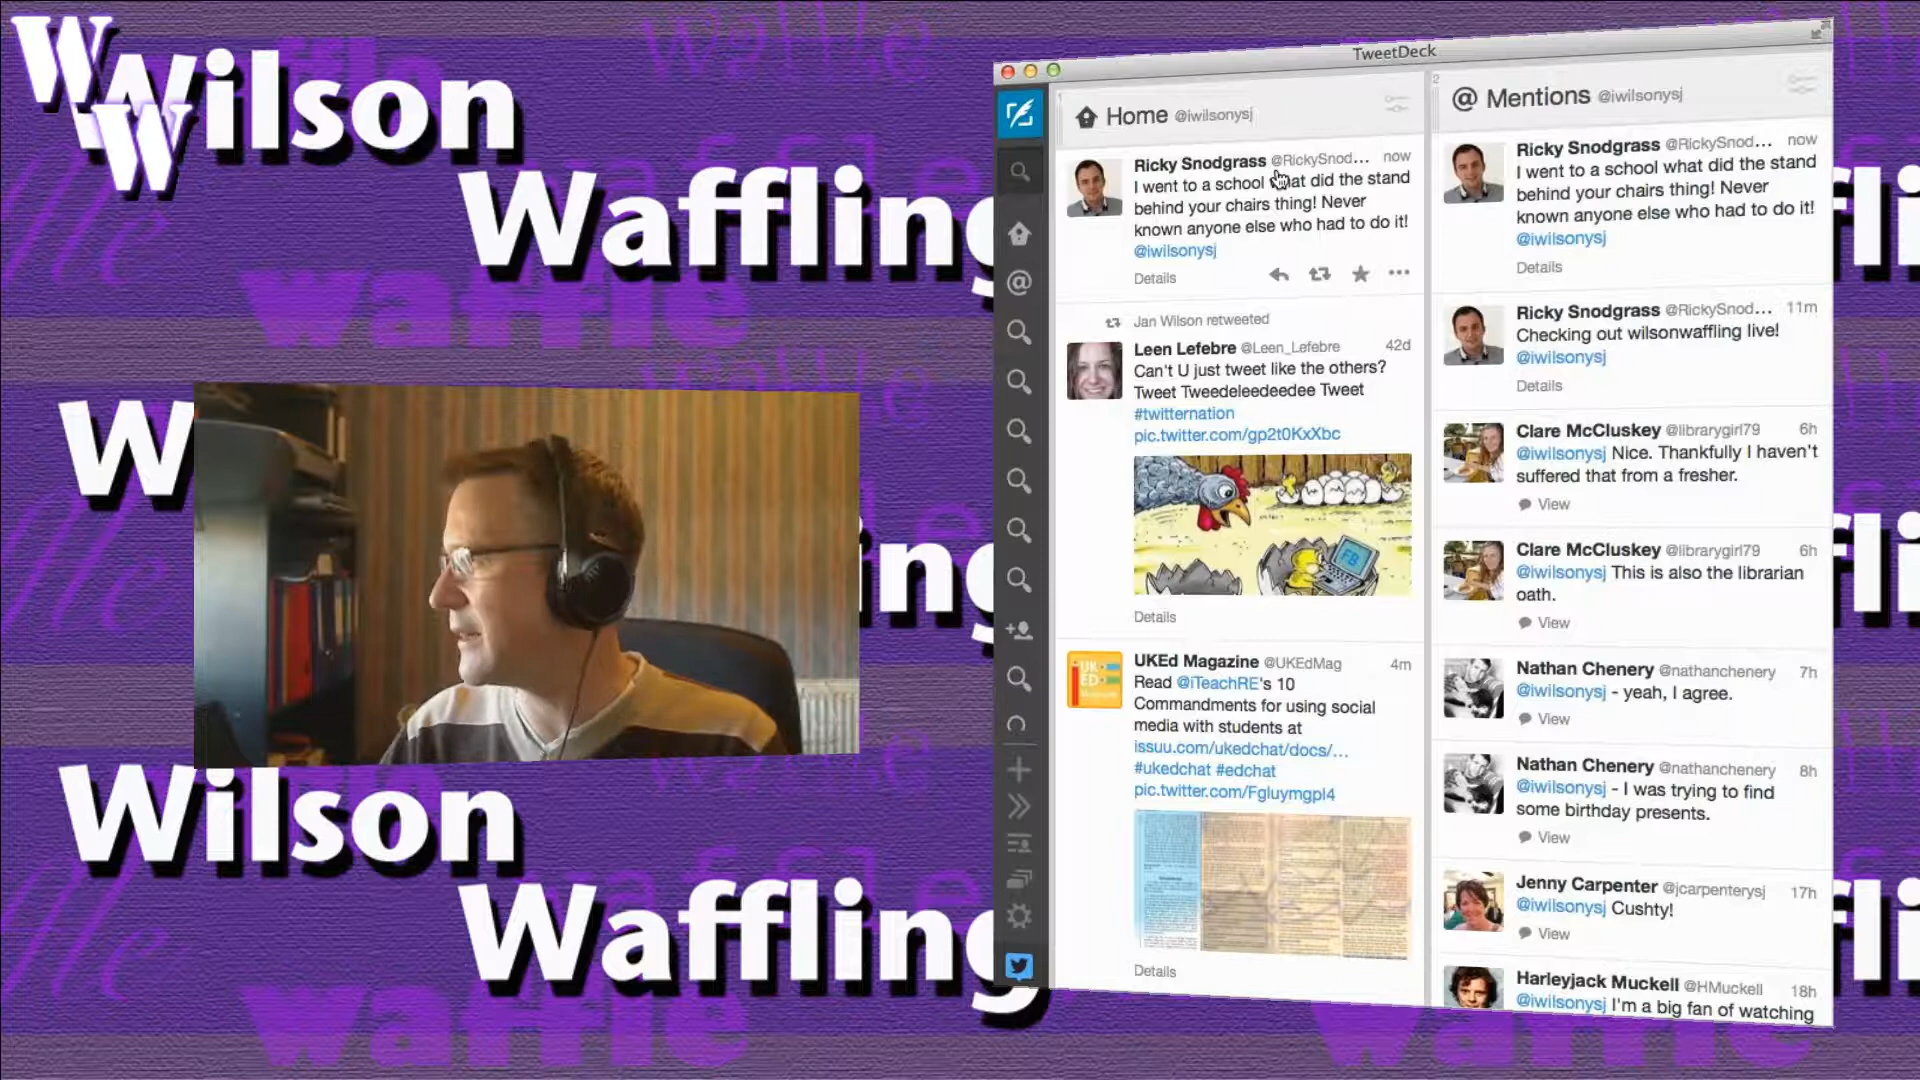 W
W
Wilson
Waffling
Wilson
Waffling
waffle
waffle
TweetDeck
Home @iwilsonysj
Ricky Snodgrass @RickySnod... now
I went to a school what did the stand
behind your chairs thing! Never
known anyone else who had to do it!
@iwilsonysj
Details
Jan Wilson retweeted
Leen Lefebre @Leen_Lefebre 42d
Can't U just tweet like the others?
Tweet Tweedeleedeedee Tweet
#twitternation
pic.twitter.com/gp2t0KxXbc
FB
Details
UKEd Magazine @UKEdMag 4m
Read @iTeachRE's 10
Commandments for using social
media with students at
issuu.com/ukedchat/docs/...
#ukedchat #edchat
pic.twitter.com/Fgluymgpl4
Details
2
@ Mentions @iwilsonysj
Ricky Snodgrass @RickySnod... now
I went to a school what did the stand
behind your chairs thing! Never
known anyone else who had to do it!
@iwilsonysj
Details
Ricky Snodgrass @RickySnod... 11m
Checking out wilsonwaffling live!
@iwilsonysj
Details
Clare McCluskey @librarygirl79 6h
@iwilsonysj Nice. Thankfully I haven't
suffered that from a fresher.
View
Clare McCluskey @librarygirl79 6h
@iwilsonysj This is also the librarian
oath.
View
Nathan Chenery @nathanchenery 7h
@iwilsonysj - yeah, I agree.
View
Nathan Chenery @nathanchenery 8h
@iwilsonysj - I was trying to find
some birthday presents.
View
Jenny Carpenter @jcarpenterysj 17h
@iwilsonysj Cushty!
View
Harleyjack Muckell @HMuckell 18h
@iwilsonysj I'm a big fan of watching